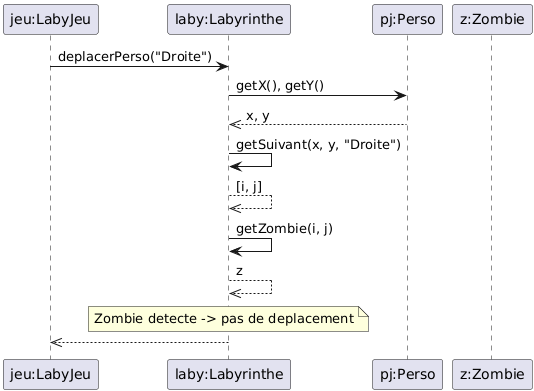 jeu:LabyJeu
laby:Labyrinthe
pj:Perso
z:Zombie
deplacerPerso("Droite")
getX(), getY()
x, y
getSuivant(x, y, "Droite")
[i, j]
getZombie(i, j)
z
Zombie detecte -> pas de deplacement
jeu:LabyJeu
laby:Labyrinthe
pj:Perso
z:Zombie